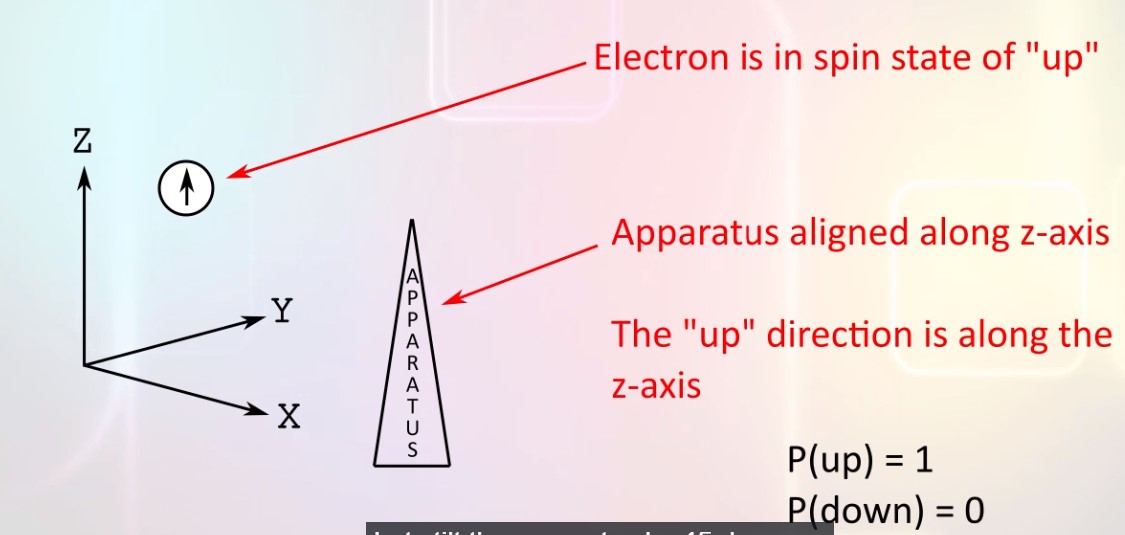 Electron is in spin state of "up"
Z
Apparatus aligned along z-axis
APPARATUS
Y
The "up" direction is along the
z-axis
X
P(up) = 1
P(down) = 0